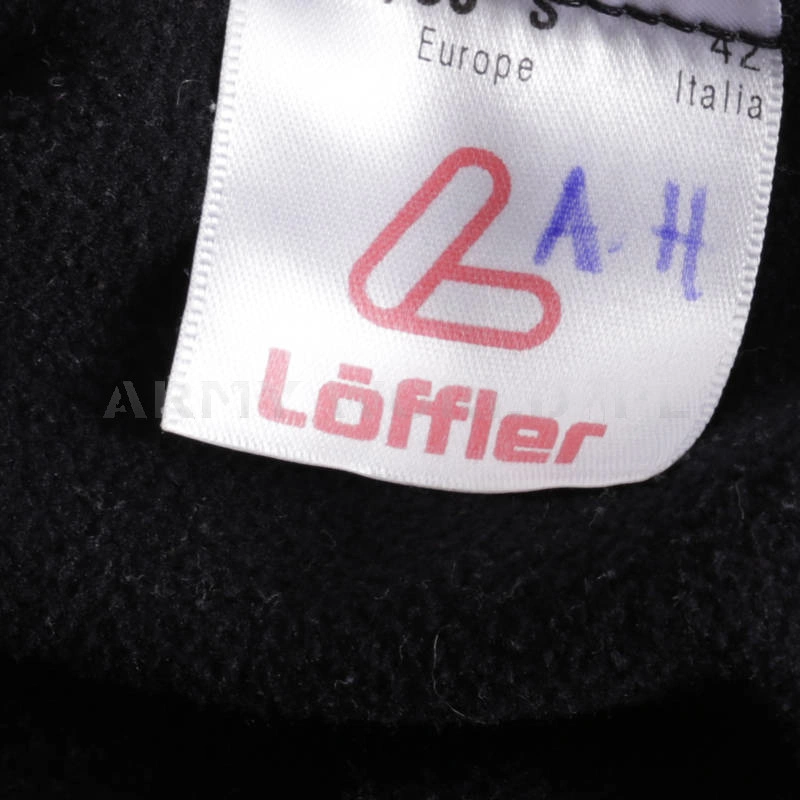 S 42
Europe Italia
A. H
Löffler